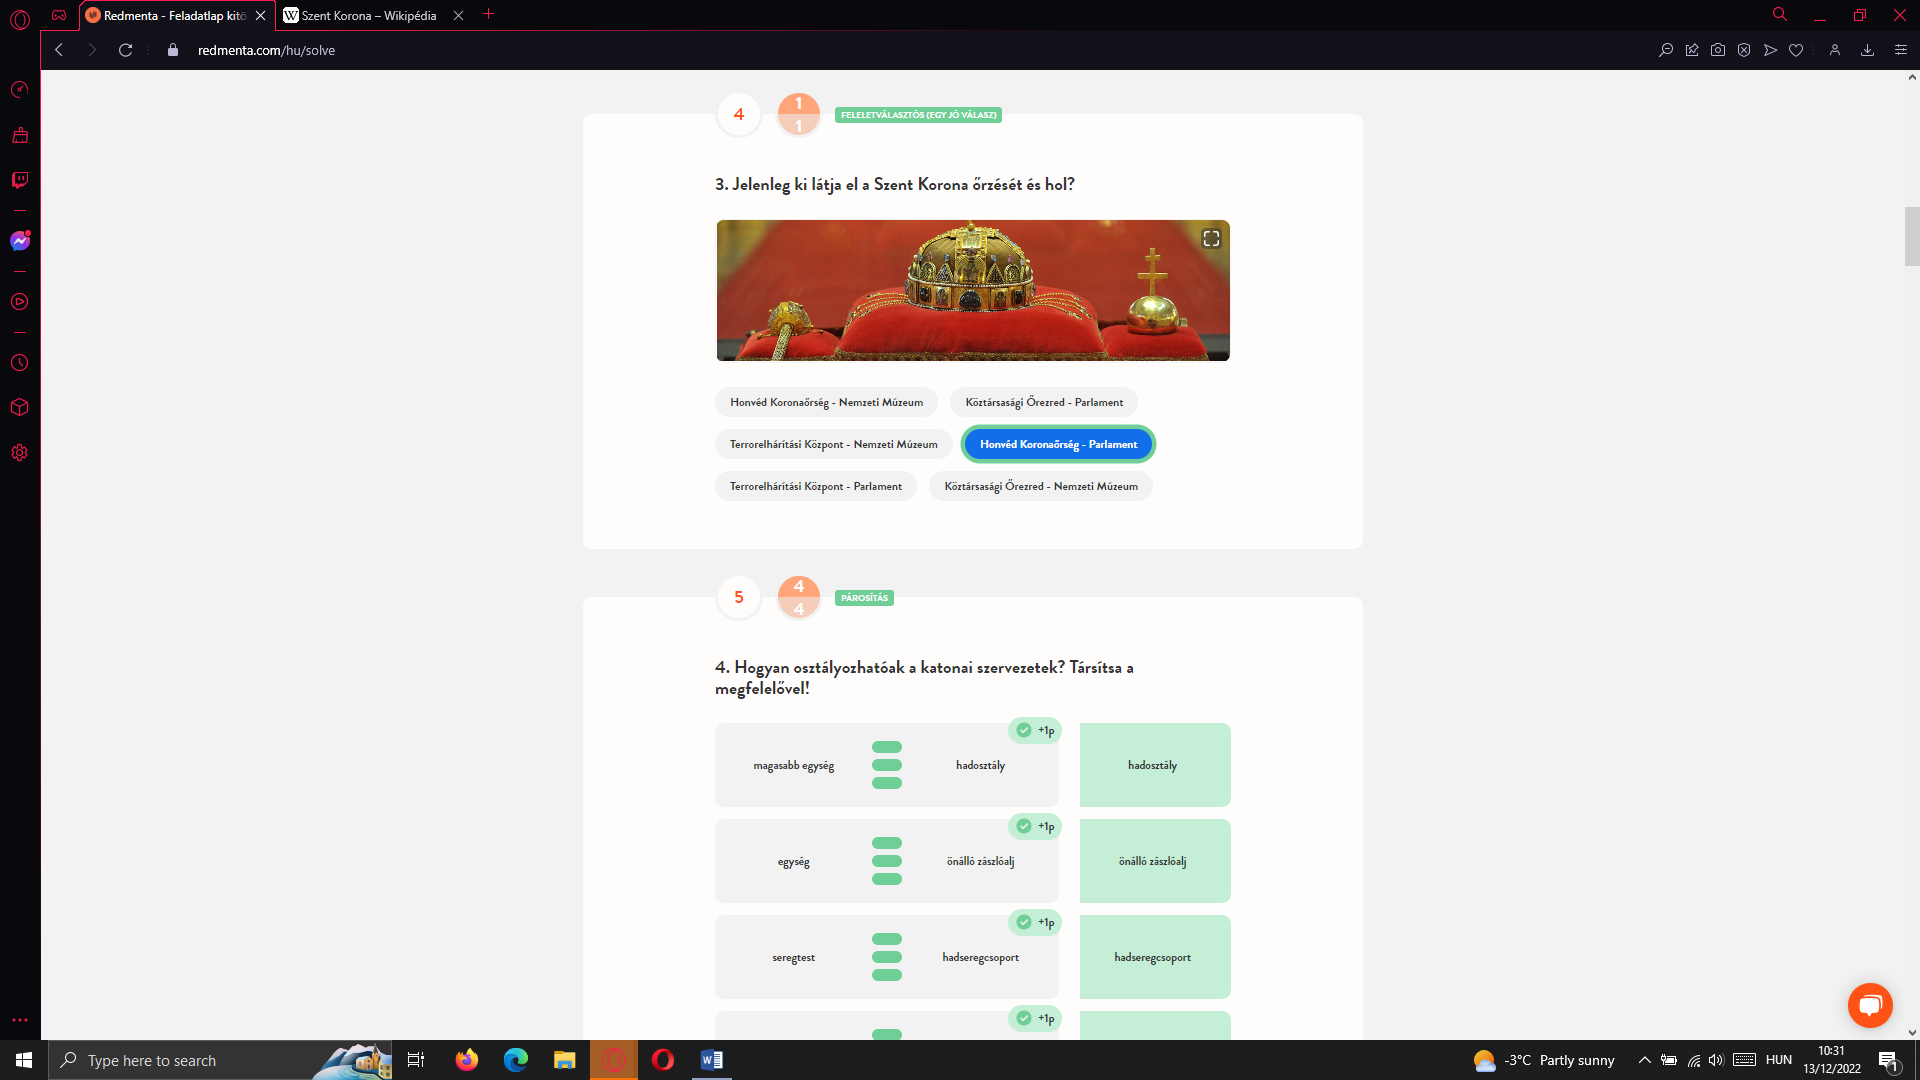 Redmenta - Feladatlap kitö
Szent Korona – Wikipédia
redmenta.com/hu/solve
4
1
1
FELELETVÁLASZTÓS (EGY JÓ VÁLASZ)
3. Jelenleg ki látja el a Szent Korona őrzését és hol?
Honvéd Koronaőrség - Nemzeti Múzeum
Köztársasági Őrezred - Parlament
Terrorelhárítási Központ - Nemzeti Múzeum
Honvéd Koronaőrség - Parlament
Terrorelhárítási Központ - Parlament
Köztársasági Őrezred - Nemzeti Múzeum
5
4
4
PÁROSÍTÁS
4. Hogyan osztályozhatóak a katonai szervezetek? Társítsa a
megfelelővel!
+1p
magasabb egység
hadosztály
hadosztály
+1p
egység
önálló zászlóalj
önálló zászlóalj
+1p
seregtest
hadseregcsoport
hadseregcsoport
+1p
Type here to search
-3°C Partly sunny
HUN
10:31
13/12/2022
1